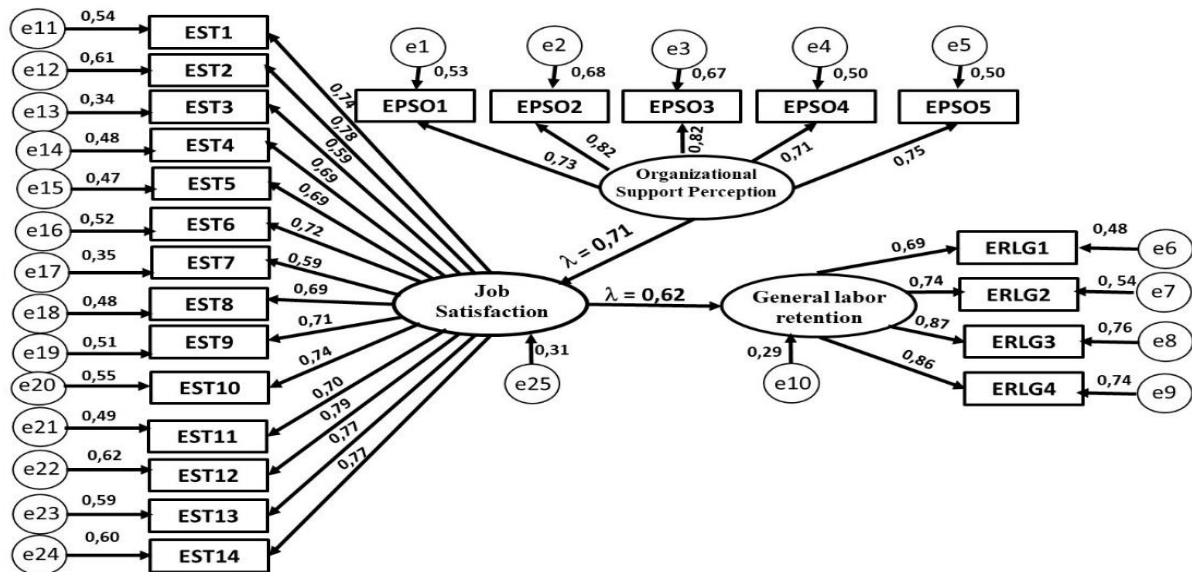 e11 0,54 EST1
e12 0,61 EST2
e13 0,34 EST3
e14 0,48 EST4
e15 0,47 EST5
e16 0,52 EST6
e17 0,35 EST7
e18 0,48 EST8
e19 0,51 EST9
e20 0,55 EST10
e21 0,49 EST11
e22 0,62 EST12
e23 0,59 EST13
e24 0,60 EST14
0,74
0,78
0,59
0,69
0,69
0,72
0,59
0,69
0,71
0,74
0,70
0,79
0,77
0,77
Job
Satisfaction
0,31
e25
e1 e2 e3 e4 e5
0,53 0,68 0,67 0,50 0,50
EPSO1 EPSO2 EPSO3 EPSO4 EPSO5
0,73 0,82 0,82 0,71 0,75
Organizational
Support Perception
λ = 0,71
λ = 0,62
General labor
retention
0,29
e10
0,69
0,74
0,87
0,86
ERLG1 0,48 e6
ERLG2 0,54 e7
ERLG3 0,76 e8
ERLG4 0,74 e9